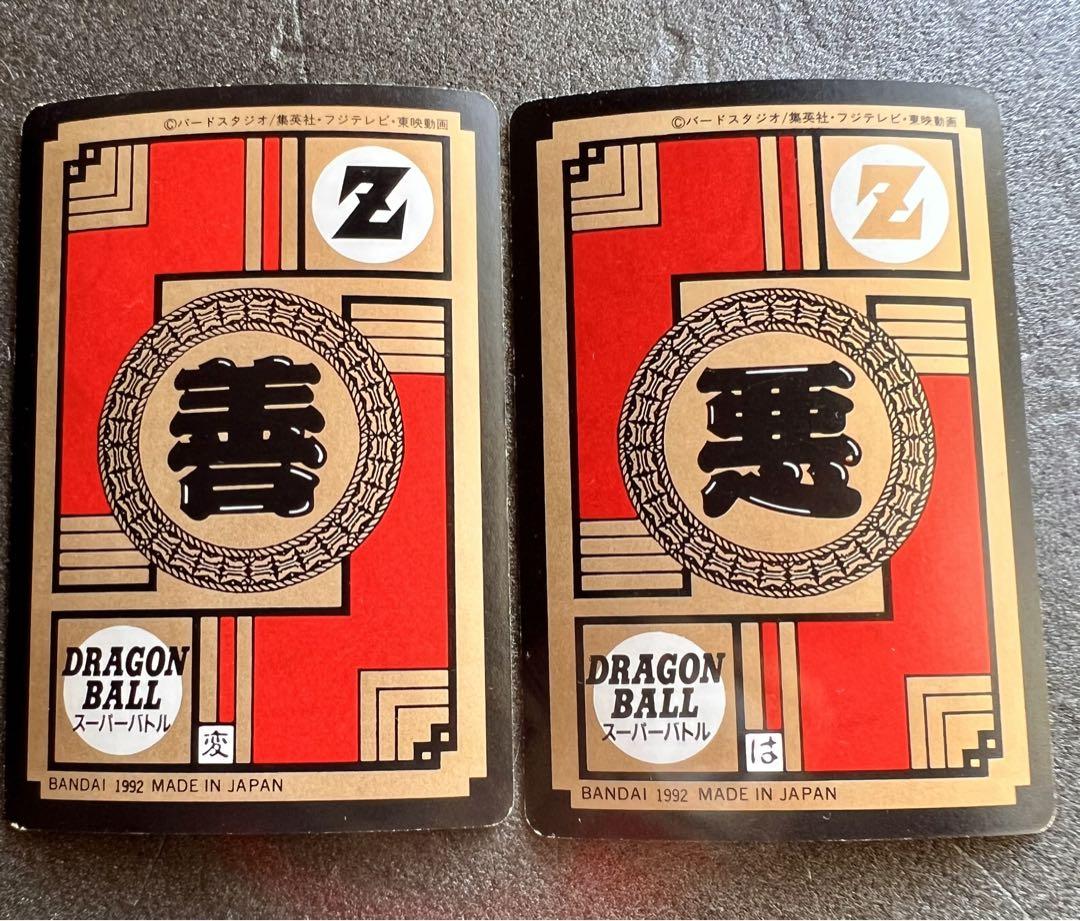 ©バードスタジオ/集英社・フジテレビ・東映動画
Z
善
DRAGON
BALL
スーパーバトル
変
BANDAI 1992 MADE IN JAPAN
©バードスタジオ/集英社・フジテレビ・東映動画
Z
悪
DRAGON
BALL
スーパーバトル
は
BANDAI 1992 MADE IN JAPAN